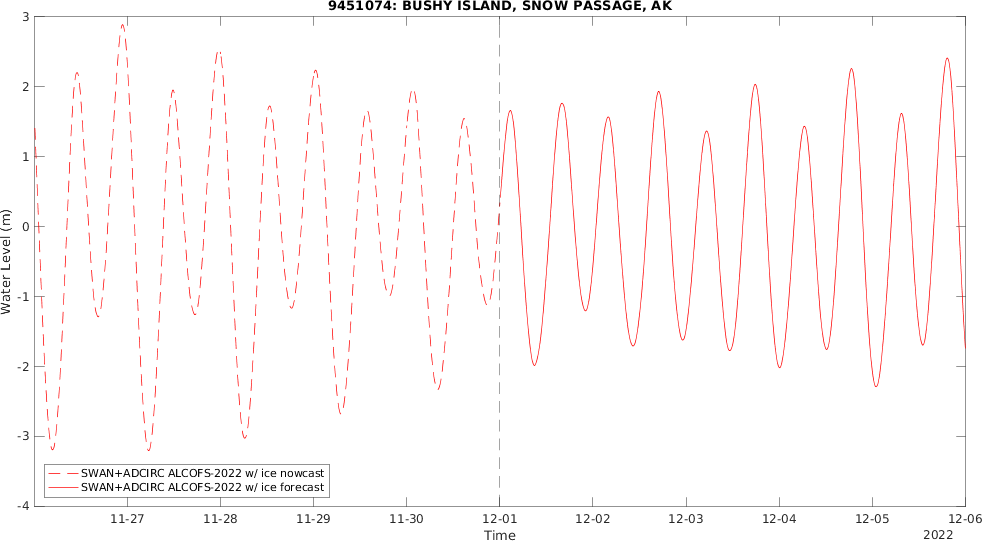 9451074: BUSHY ISLAND, SNOW PASSAGE, AK
Water Level (m)
3
2
1
0
-1
-2
-3
-4
SWAN+ADCIRC ALCOFS-2022 w/ ice nowcast
SWAN+ADCIRC ALCOFS-2022 w/ ice forecast
11-27 11-28 11-29 11-30 12-01 12-02 12-03 12-04 12-05 12-06
Time
2022